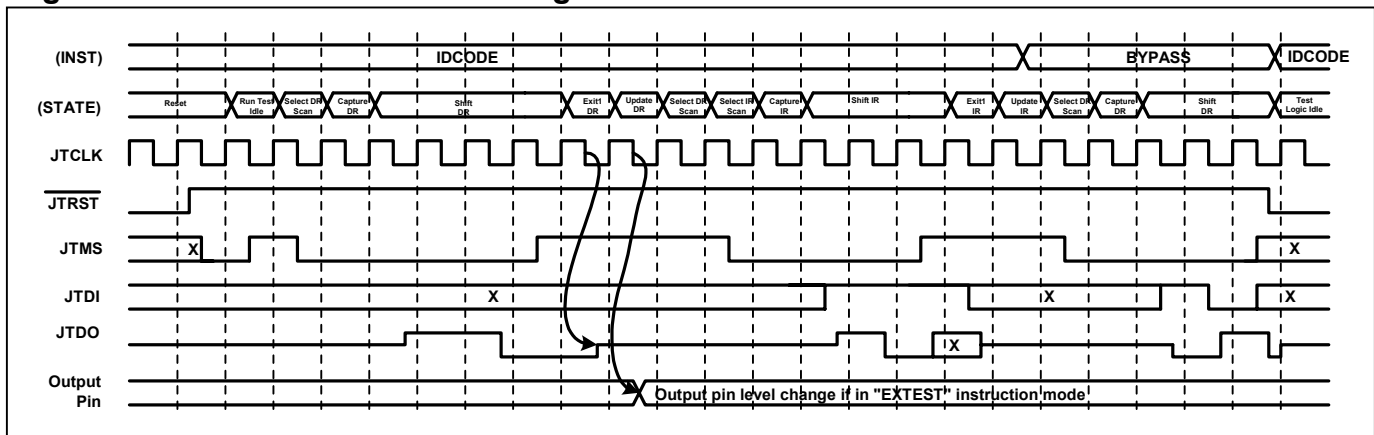 (INST)
IDCODE
BYPASS
IDCODE
(STATE)
Reset
Run Test
Idle
Select DR
Scan
Capture
DR
Shift
DR
Exit1
DR
Update
DR
Select DR
Scan
Select IR
Scan
Capture
IR
Shift IR
Exit1
IR
Update
IR
Select DR
Scan
Capture
DR
Shift
DR
Test
Logic Idle
JTCLK
JTRST
JTMS
X
X
JTDI
X
X
X
JTDO
X
Output
Pin
Output pin level change if in "EXTEST" instruction mode